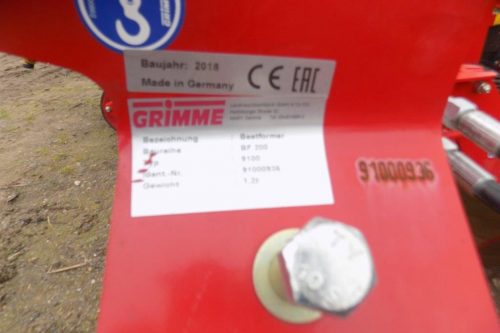 Baujahr: 2018
Made in Germany
CE EAC
GRIMME
Bezeichnung Beetformer
Baureihe BF 200
Typ 9100
Ident.-Nr. 91000936
Gewicht 1.2t
91000936